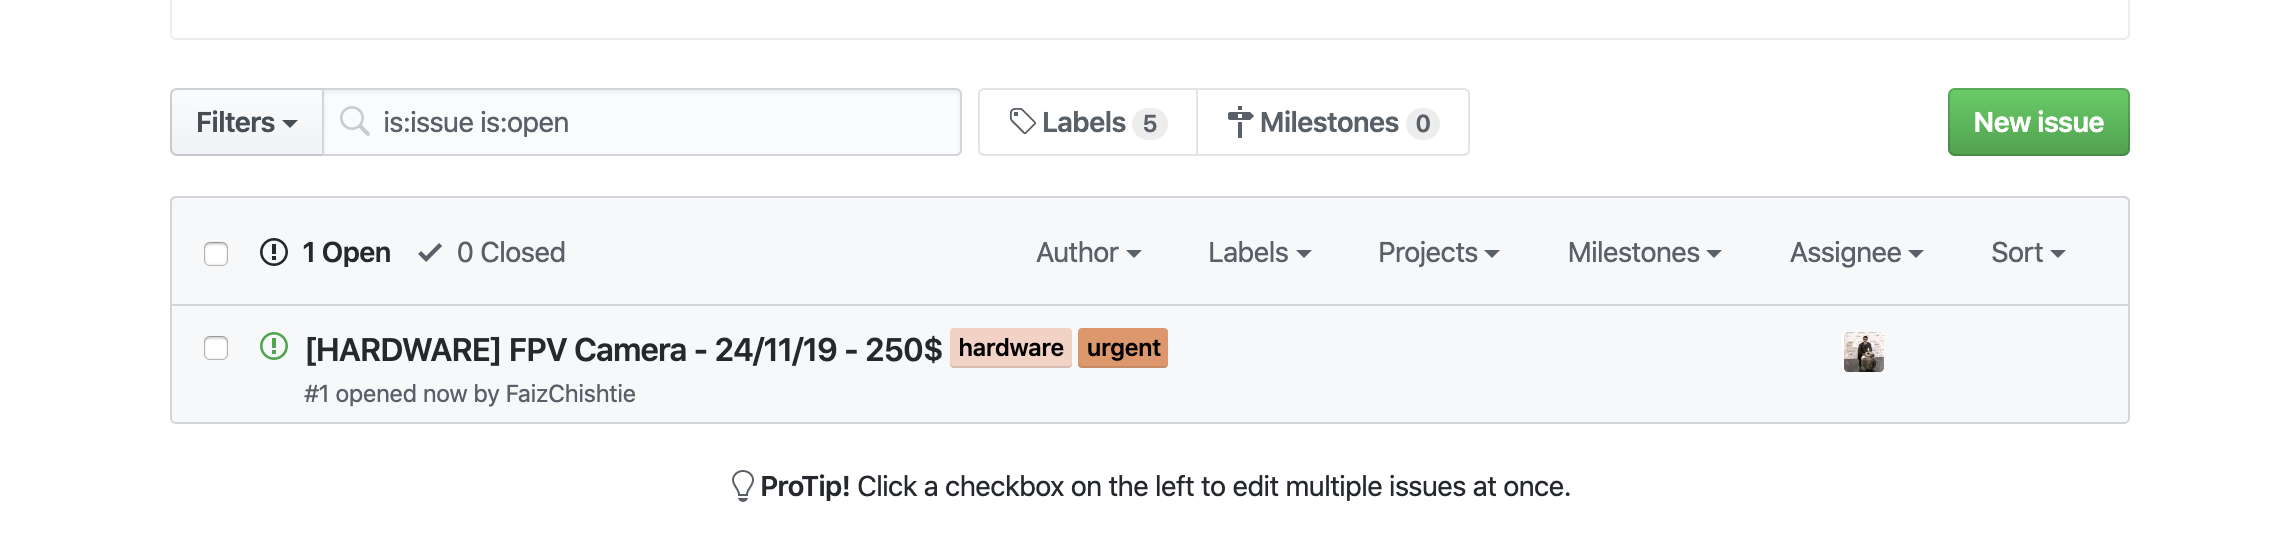 Filters is:issue is:open Labels 5 Milestones 0 New issue
1 Open 0 Closed Author Labels Projects Milestones Assignee Sort
[HARDWARE] FPV Camera - 24/11/19 - 250$ hardware urgent
#1 opened now by FaizChishtie
ProTip! Click a checkbox on the left to edit multiple issues at once.